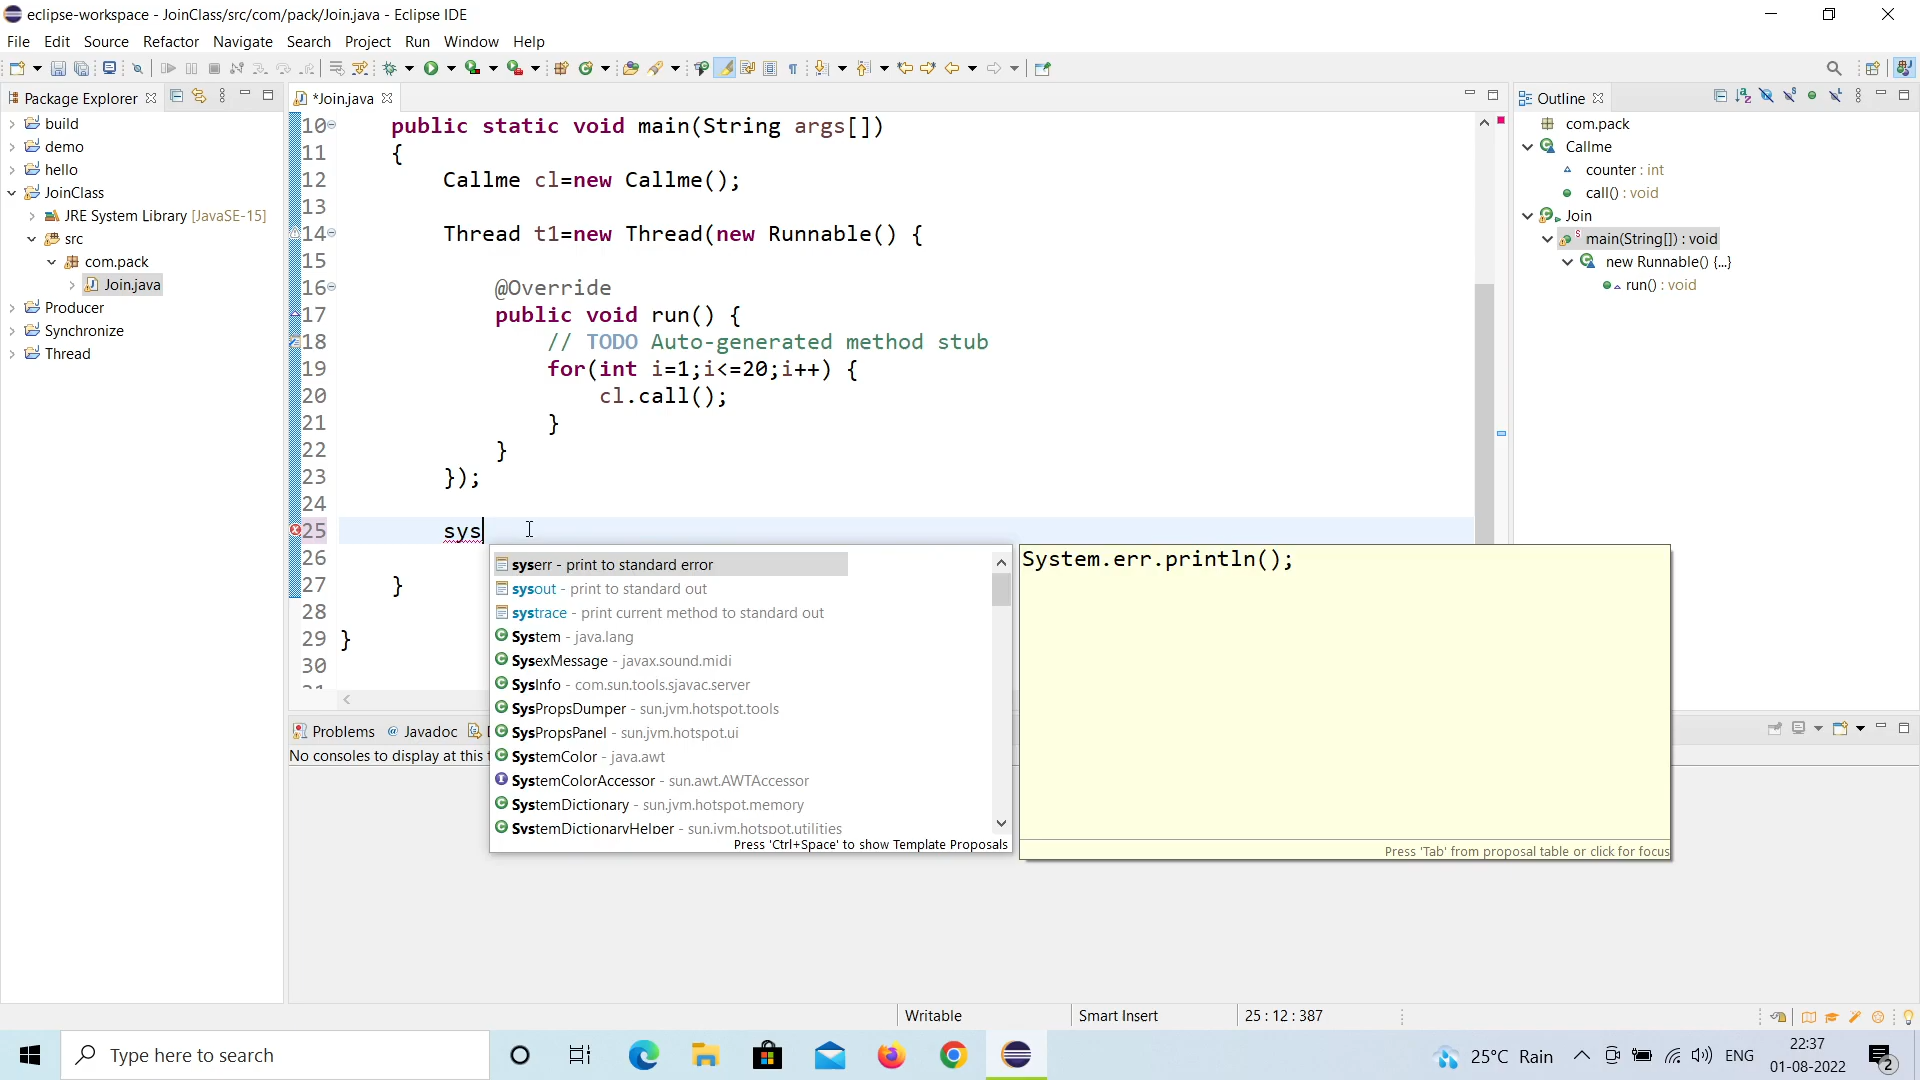 eclipse-workspace - JoinClass/src/com/pack/Join.java - Eclipse IDE
File Edit Source Refactor Navigate Search Project Run Window Help
Package Explorer
build
demo
hello
JoinClass
JRE System Library [JavaSE-15]
src
com.pack
Join.java
Producer
Synchronize
Thread
*Join.java
10 public static void main(String args[])
11 {
12 Callme cl=new Callme();
13
14 Thread t1=new Thread(new Runnable() {
15
16 @Override
17 public void run() {
18 // TODO Auto-generated method stub
19 for(int i=1;i<=20;i++) {
20 cl.call();
21 }
22 }
23 });
24
25 sys
26
27 }
28
29 }
30
syserr - print to standard error
sysout - print to standard out
systrace - print current method to standard out
System - java.lang
SysexMessage - javax.sound.midi
SysInfo - com.sun.tools.sjavac.server
SysPropsDumper - sun.jvm.hotspot.tools
SysPropsPanel - sun.jvm.hotspot.ui
SystemColor - java.awt
SystemColorAccessor - sun.awt.AWTAccessor
SystemDictionary - sun.jvm.hotspot.memory
SystemDictionaryHelper - sun.jvm.hotspot.utilities
Press 'Ctrl+Space' to show Template Proposals
System.err.println();
Press 'Tab' from proposal table or click for focus
Outline
com.pack
Callme
counter : int
call() : void
Join
main(String[]) : void
new Runnable() {...}
run() : void
Problems Javadoc
No consoles to display at this
Writable Smart Insert 25 : 12 : 387
Type here to search
25°C Rain
ENG
22:37
01-08-2022
2